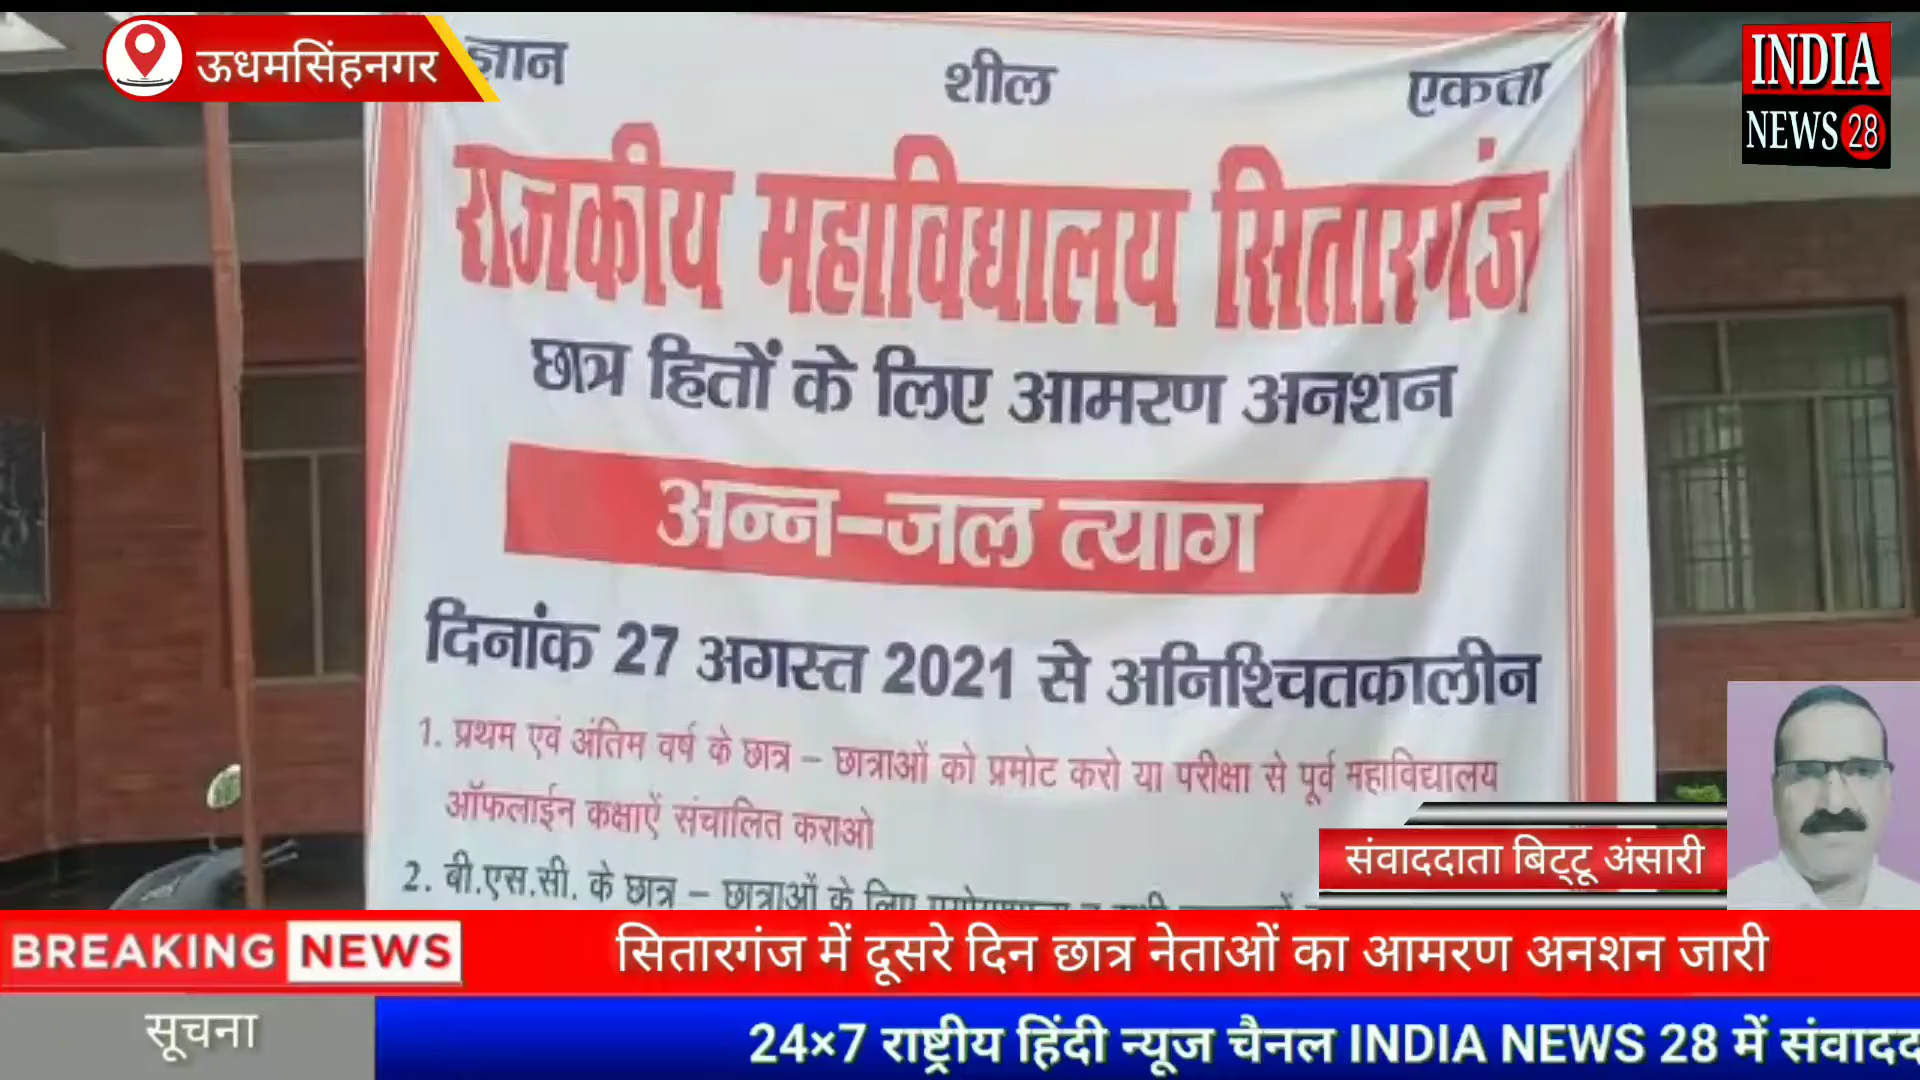 ऊधमसिंहनगर
INDIA
NEWS 28
ज्ञान शील एकता
राजकीय महाविद्यालय सितारगंज
छात्र हितों के लिए आमरण अनशन
अन्न-जल त्याग
दिनांक 27 अगस्त 2021 से अनिश्चितकालीन
1. प्रथम एवं अंतिम वर्ष के छात्र – छात्राओं को प्रमोट करो या परीक्षा से पूर्व महाविद्यालय
ऑफलाईन कक्षाऐं संचालित कराओ
2. बी.एस.सी. के छात्र – छात्राओं के लिए
संवाददाता बिट्टू अंसारी
BREAKING NEWS
सितारगंज में दूसरे दिन छात्र नेताओं का आमरण अनशन जारी
सूचना
24×7 राष्ट्रीय हिंदी न्यूज चैनल INDIA NEWS 28 में